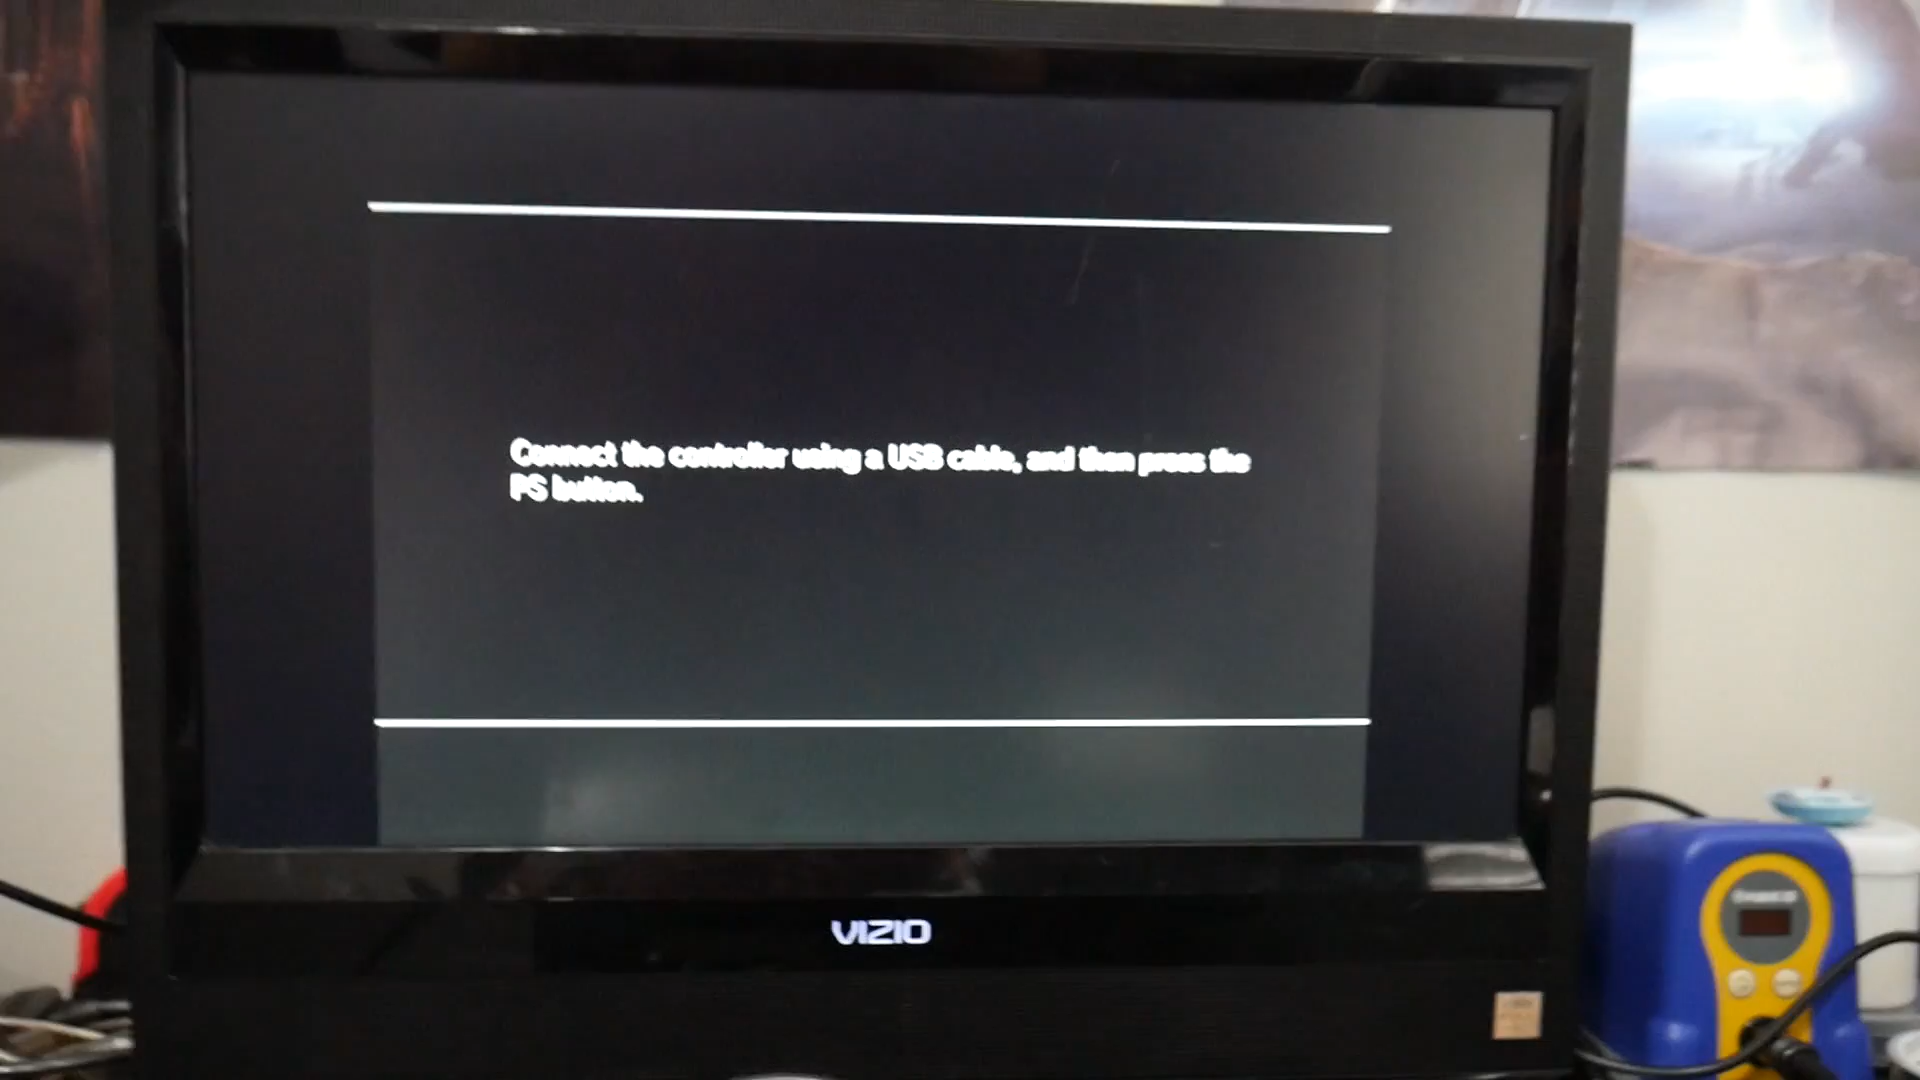 Connect the controller using a USB cable, and then press the
PS button.
VIZIO